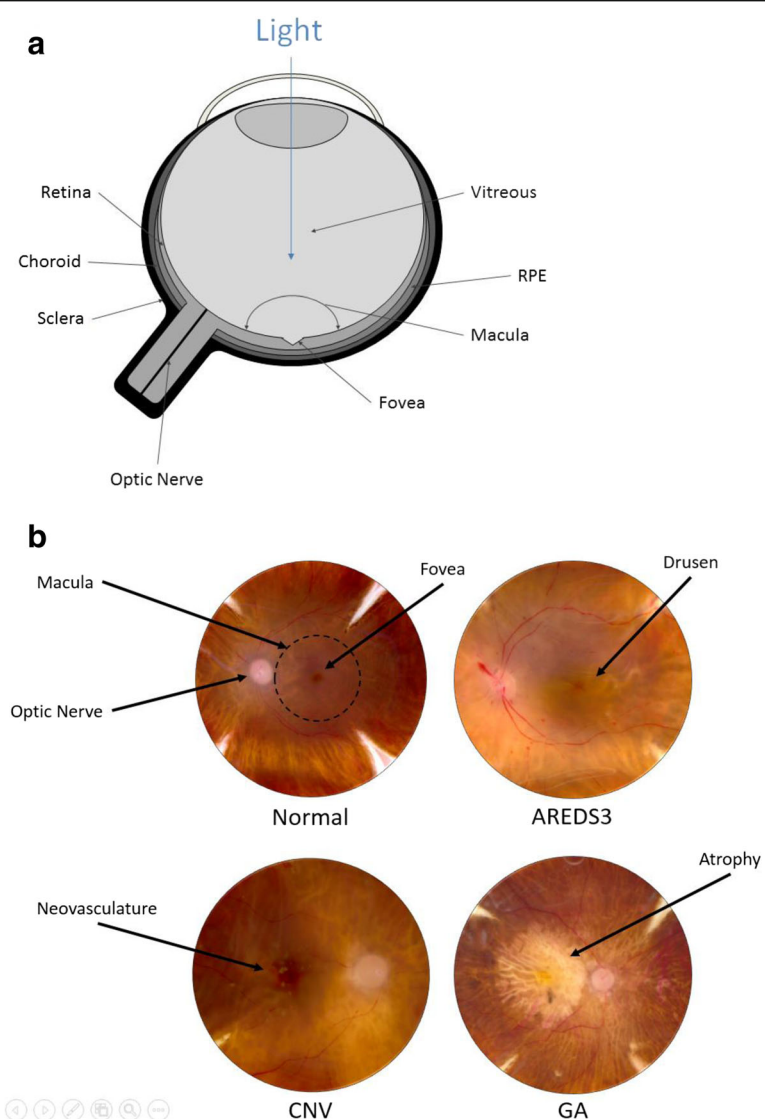 a
Light
Retina
Vitreous
Choroid
RPE
Sclera
Macula
Fovea
Optic Nerve
b
Macula
Fovea
Drusen
Optic Nerve
Normal
AREDS3
Neovasculature
Atrophy
CNV
GA